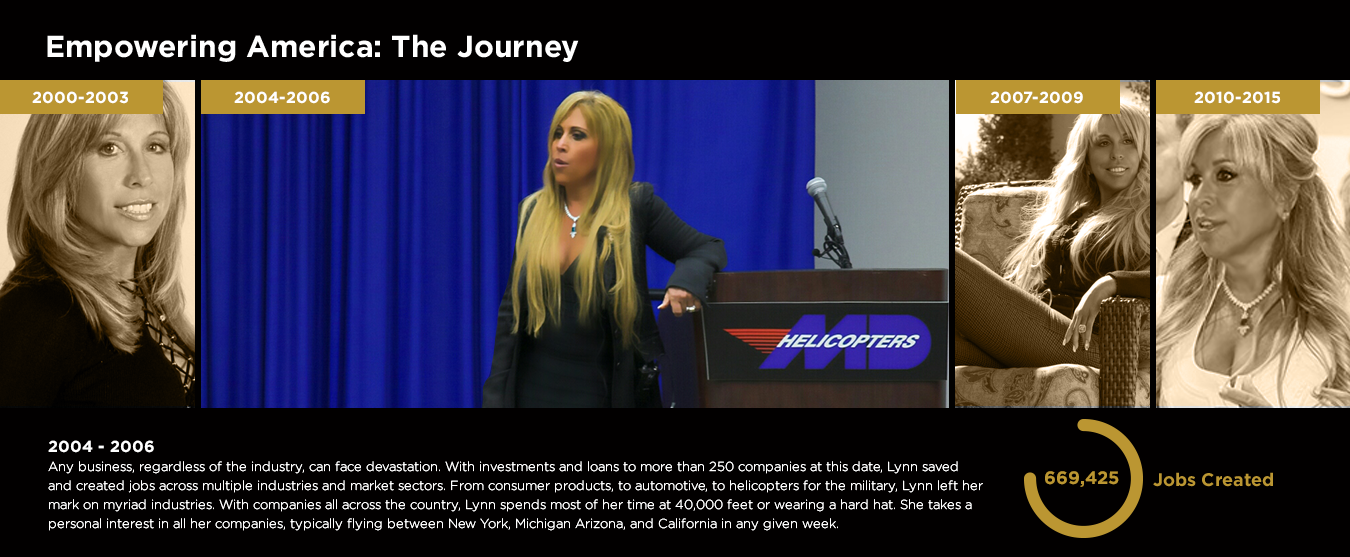 Empowering America: The Journey
2000-2003
2004-2006
2007-2009
2010-2015
HELICOPTERS
MD
2004 - 2006
Any business, regardless of the industry, can face devastation. With investments and loans to more than 250 companies at this date, Lynn saved
and created jobs across multiple industries and market sectors. From consumer products, to automotive, to helicopters for the military, Lynn left her
mark on myriad industries. With companies all across the country, Lynn spends most of her time at 40,000 feet or wearing a hard hat. She takes a
personal interest in all her companies, typically flying between New York, Michigan Arizona, and California in any given week.
669,425
Jobs Created